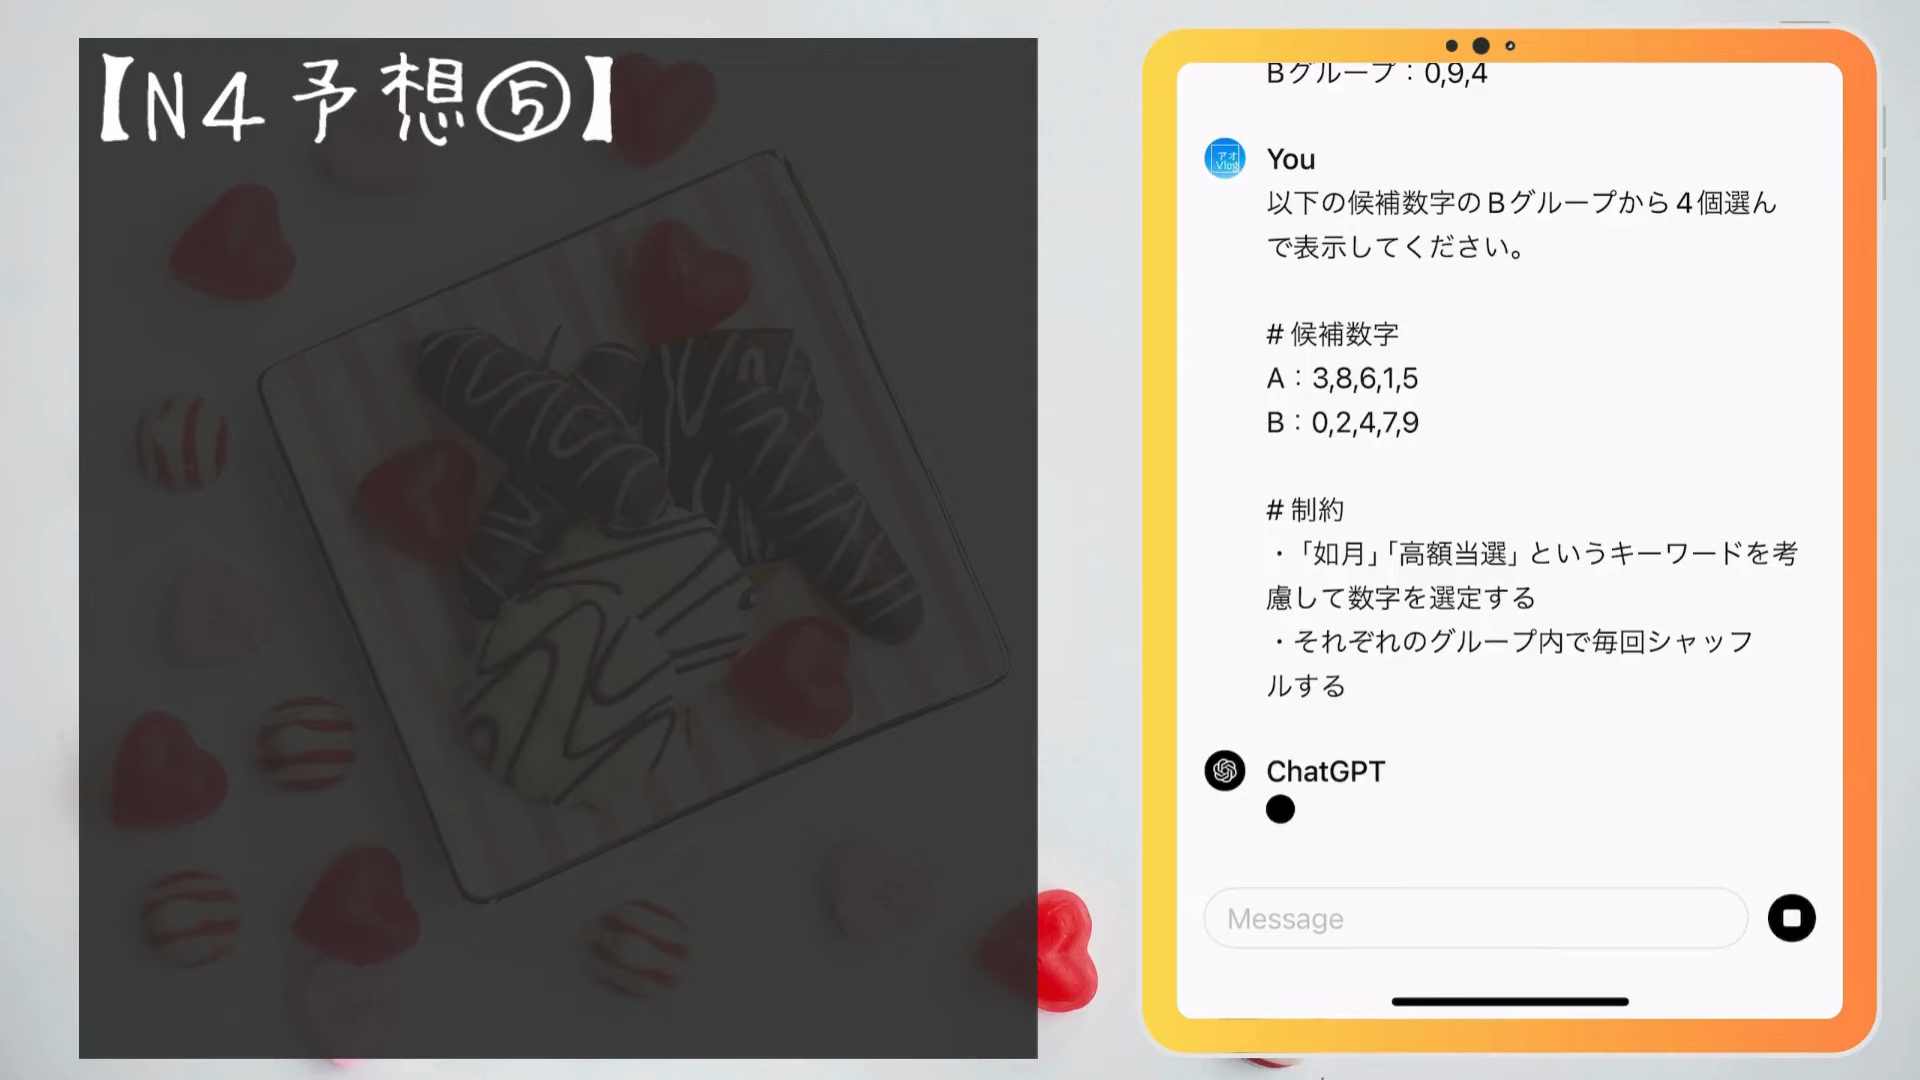 【N4予想⑤】
Bグループ：0,9,4
アオ
Vlog
You
以下の候補数字のBグループから4個選ん
で表示してください。
# 候補数字
A：3,8,6,1,5
B：0,2,4,7,9
# 制約
・「如月」「高額当選」というキーワードを考
慮して数字を選定する
・それぞれのグループ内で毎回シャッフ
ルする
ChatGPT
Message